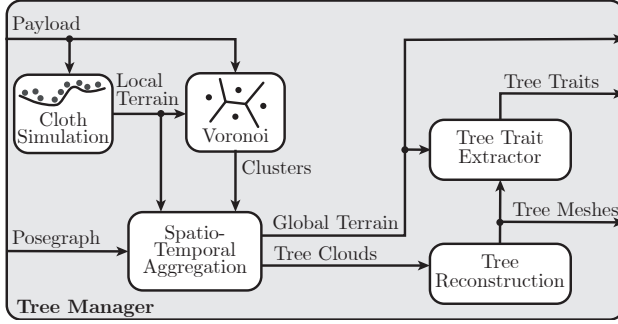 Payload
Local
Terrain
Tree Traits
Cloth
Simulation
Voronoi
Tree Trait
Extractor
Clusters
Global Terrain
Tree Meshes
Posegraph
Spatio-
Temporal
Aggregation
Tree Clouds
Tree
Reconstruction
Tree Manager